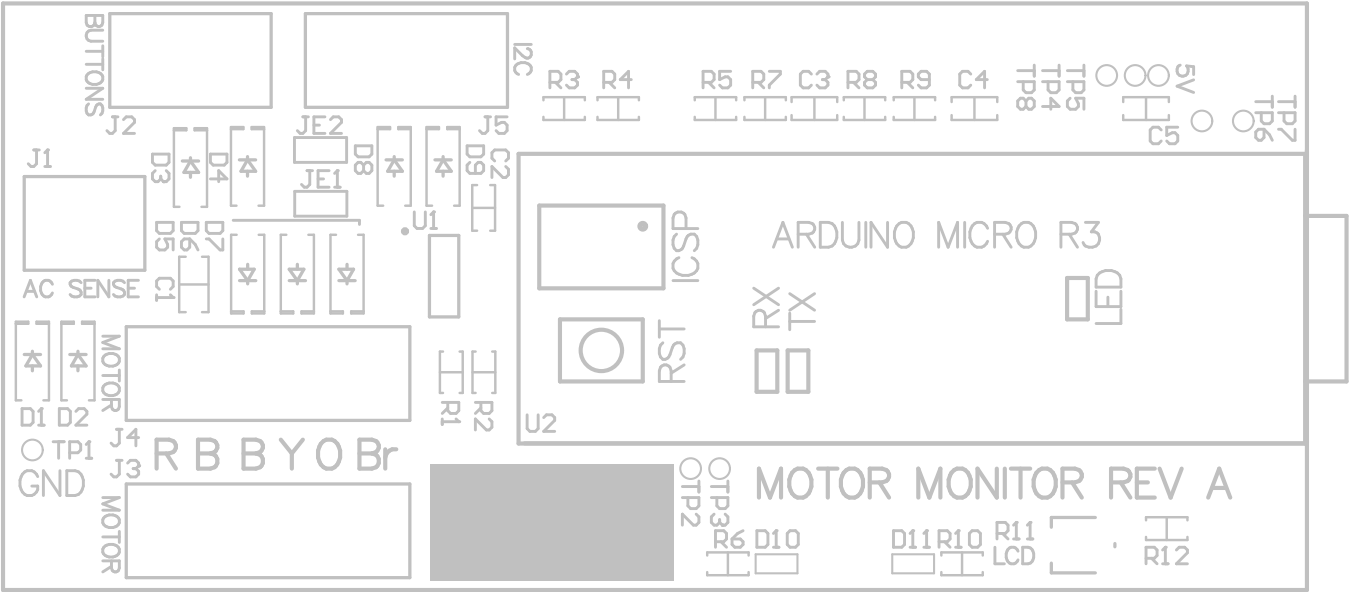 BUTTONS
J2
I2C
J5
R3
R4
R5
R7
C3
R8
R9
C4
TP8
TP4
TP5
5V
C5
TP6
TP7
J1
AC SENSE
D3
D4
JE2
JE1
D8
D9
C2
D5
D6
D7
C1
U1
ICSP
RST
ARDUINO MICRO R3
RX
TX
LED
U2
D1
D2
MOTOR
R1
R2
TP1
GND
J4
R B B Y O Br
J3
MOTOR
TP2
TP3
MOTOR MONITOR REV A
R6
D10
D11
R10
R11
LCD
R12